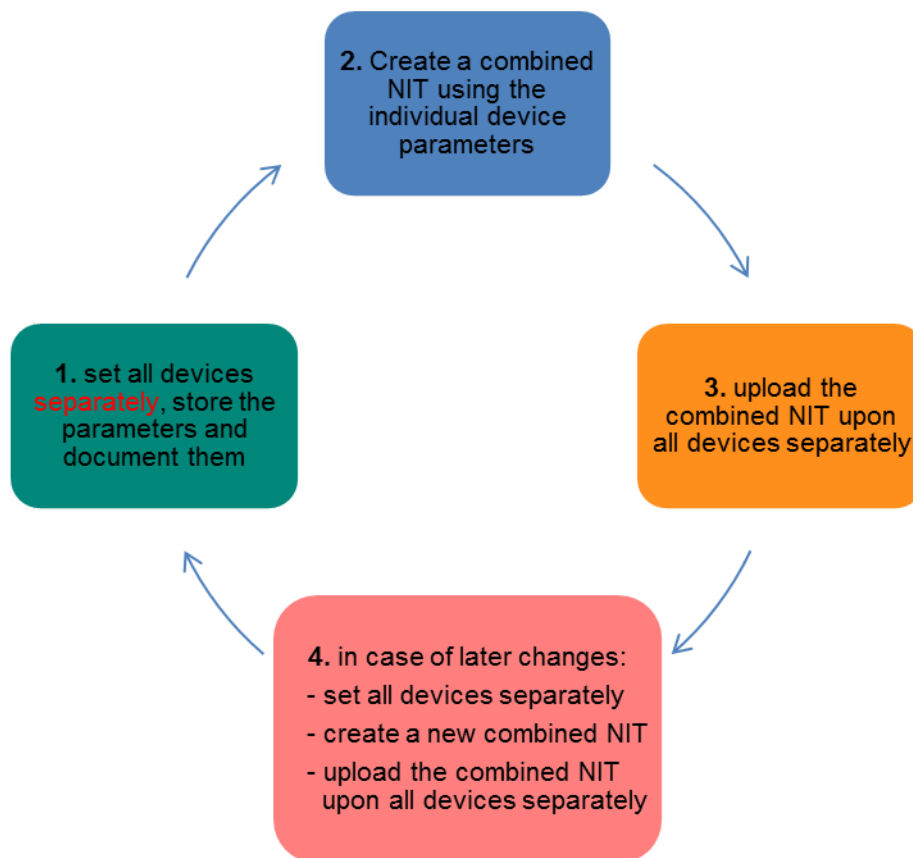 2. Create a combined
NIT using the
individual device
parameters
1. set all devices
separately, store the
parameters and
document them
3. upload the
combined NIT upon
all devices separately
4. in case of later changes:
- set all devices separately
- create a new combined NIT
- upload the combined NIT
upon all devices separately